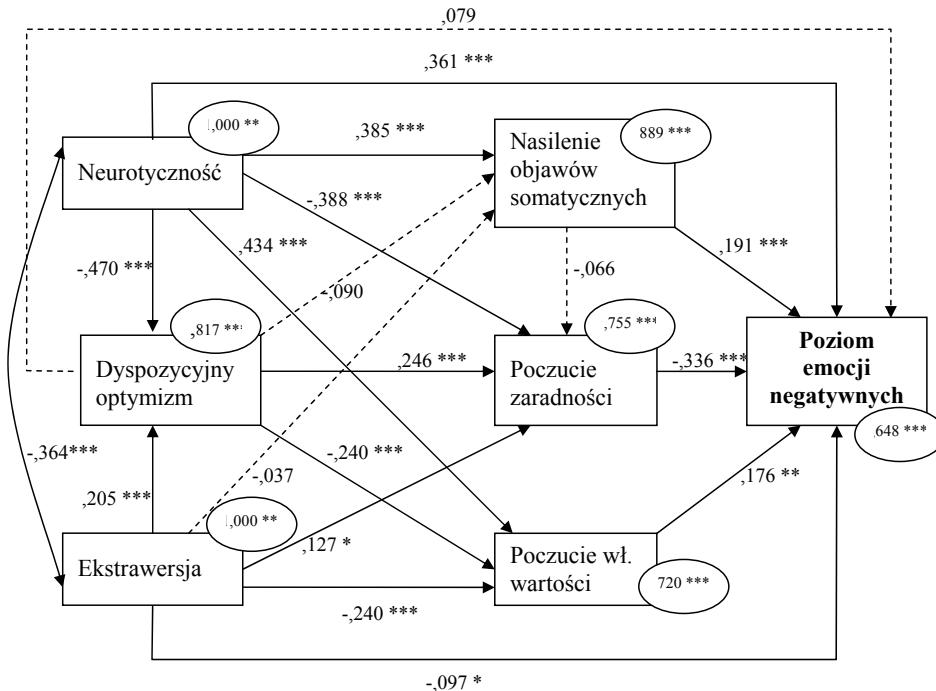 ,079
,361 ***
1,000 **
,385 ***
889 ***
Neurotyczność
Nasilenie
objawów
somatycznych
-,388 ***
,434 ***
,191 ***
-,470 ***
-,090
-,066
,817 ***
,755 ***
Dyspozycyjny
optymizm
,246 ***
Poczucie
zaradności
-,336 ***
Poziom
emocji
negatywnych
,648 ***
-,364***
-,240 ***
-,037
,176 **
,205 ***
1,000 **
,127 *
Ekstrawersja
Poczucie wł.
wartości
720 ***
-,240 ***
-,097 *